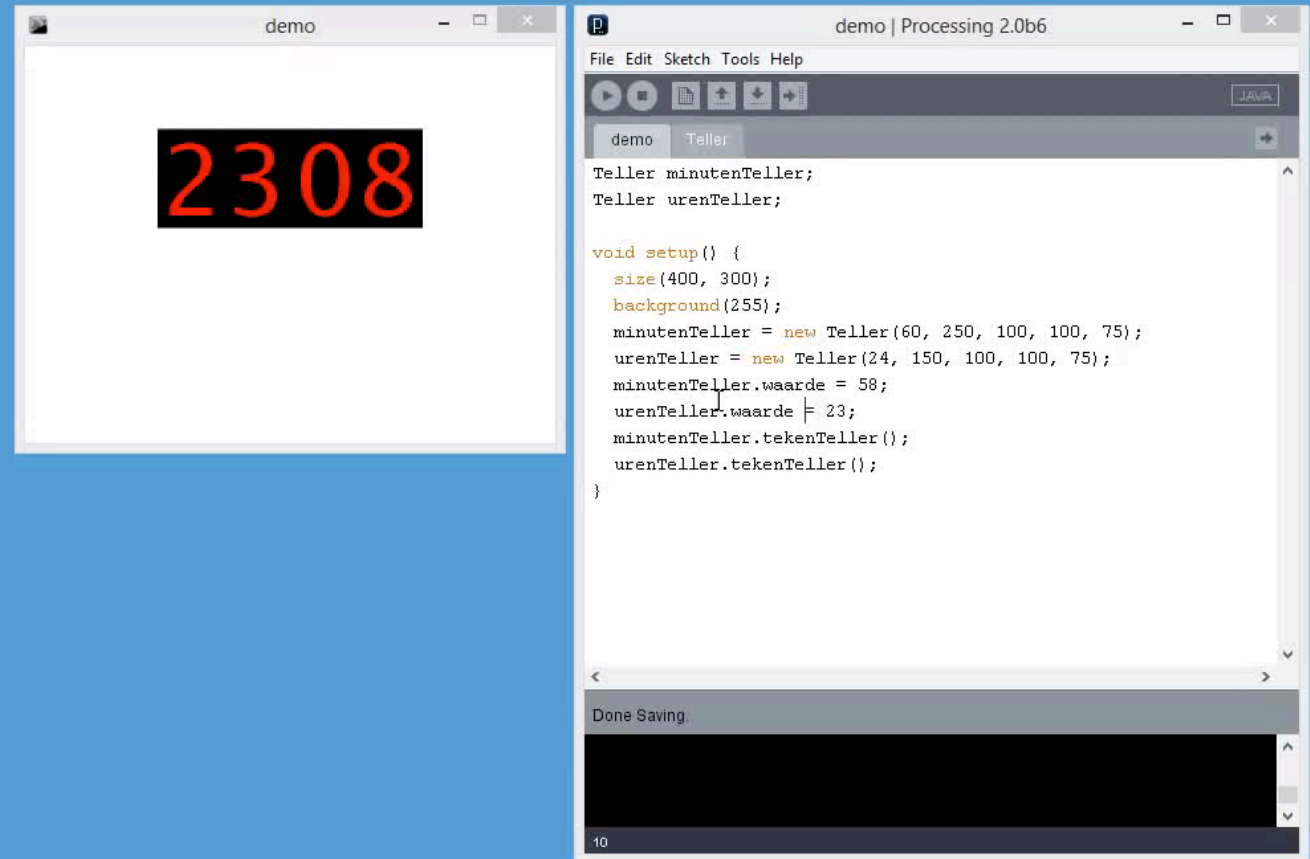 demo
2308
demo | Processing 2.0b6
File Edit Sketch Tools Help
JAVA
demo Teller
Teller minutenTeller;
Teller urenTeller;
void setup() {
  size(400, 300);
  background(255);
  minutenTeller = new Teller(60, 250, 100, 100, 75);
  urenTeller = new Teller(24, 150, 100, 100, 75);
  minutenTeller.waarde = 58;
  urenTeller.waarde = 23;
  minutenTeller.tekenTeller();
  urenTeller.tekenTeller();
}
Done Saving.
10